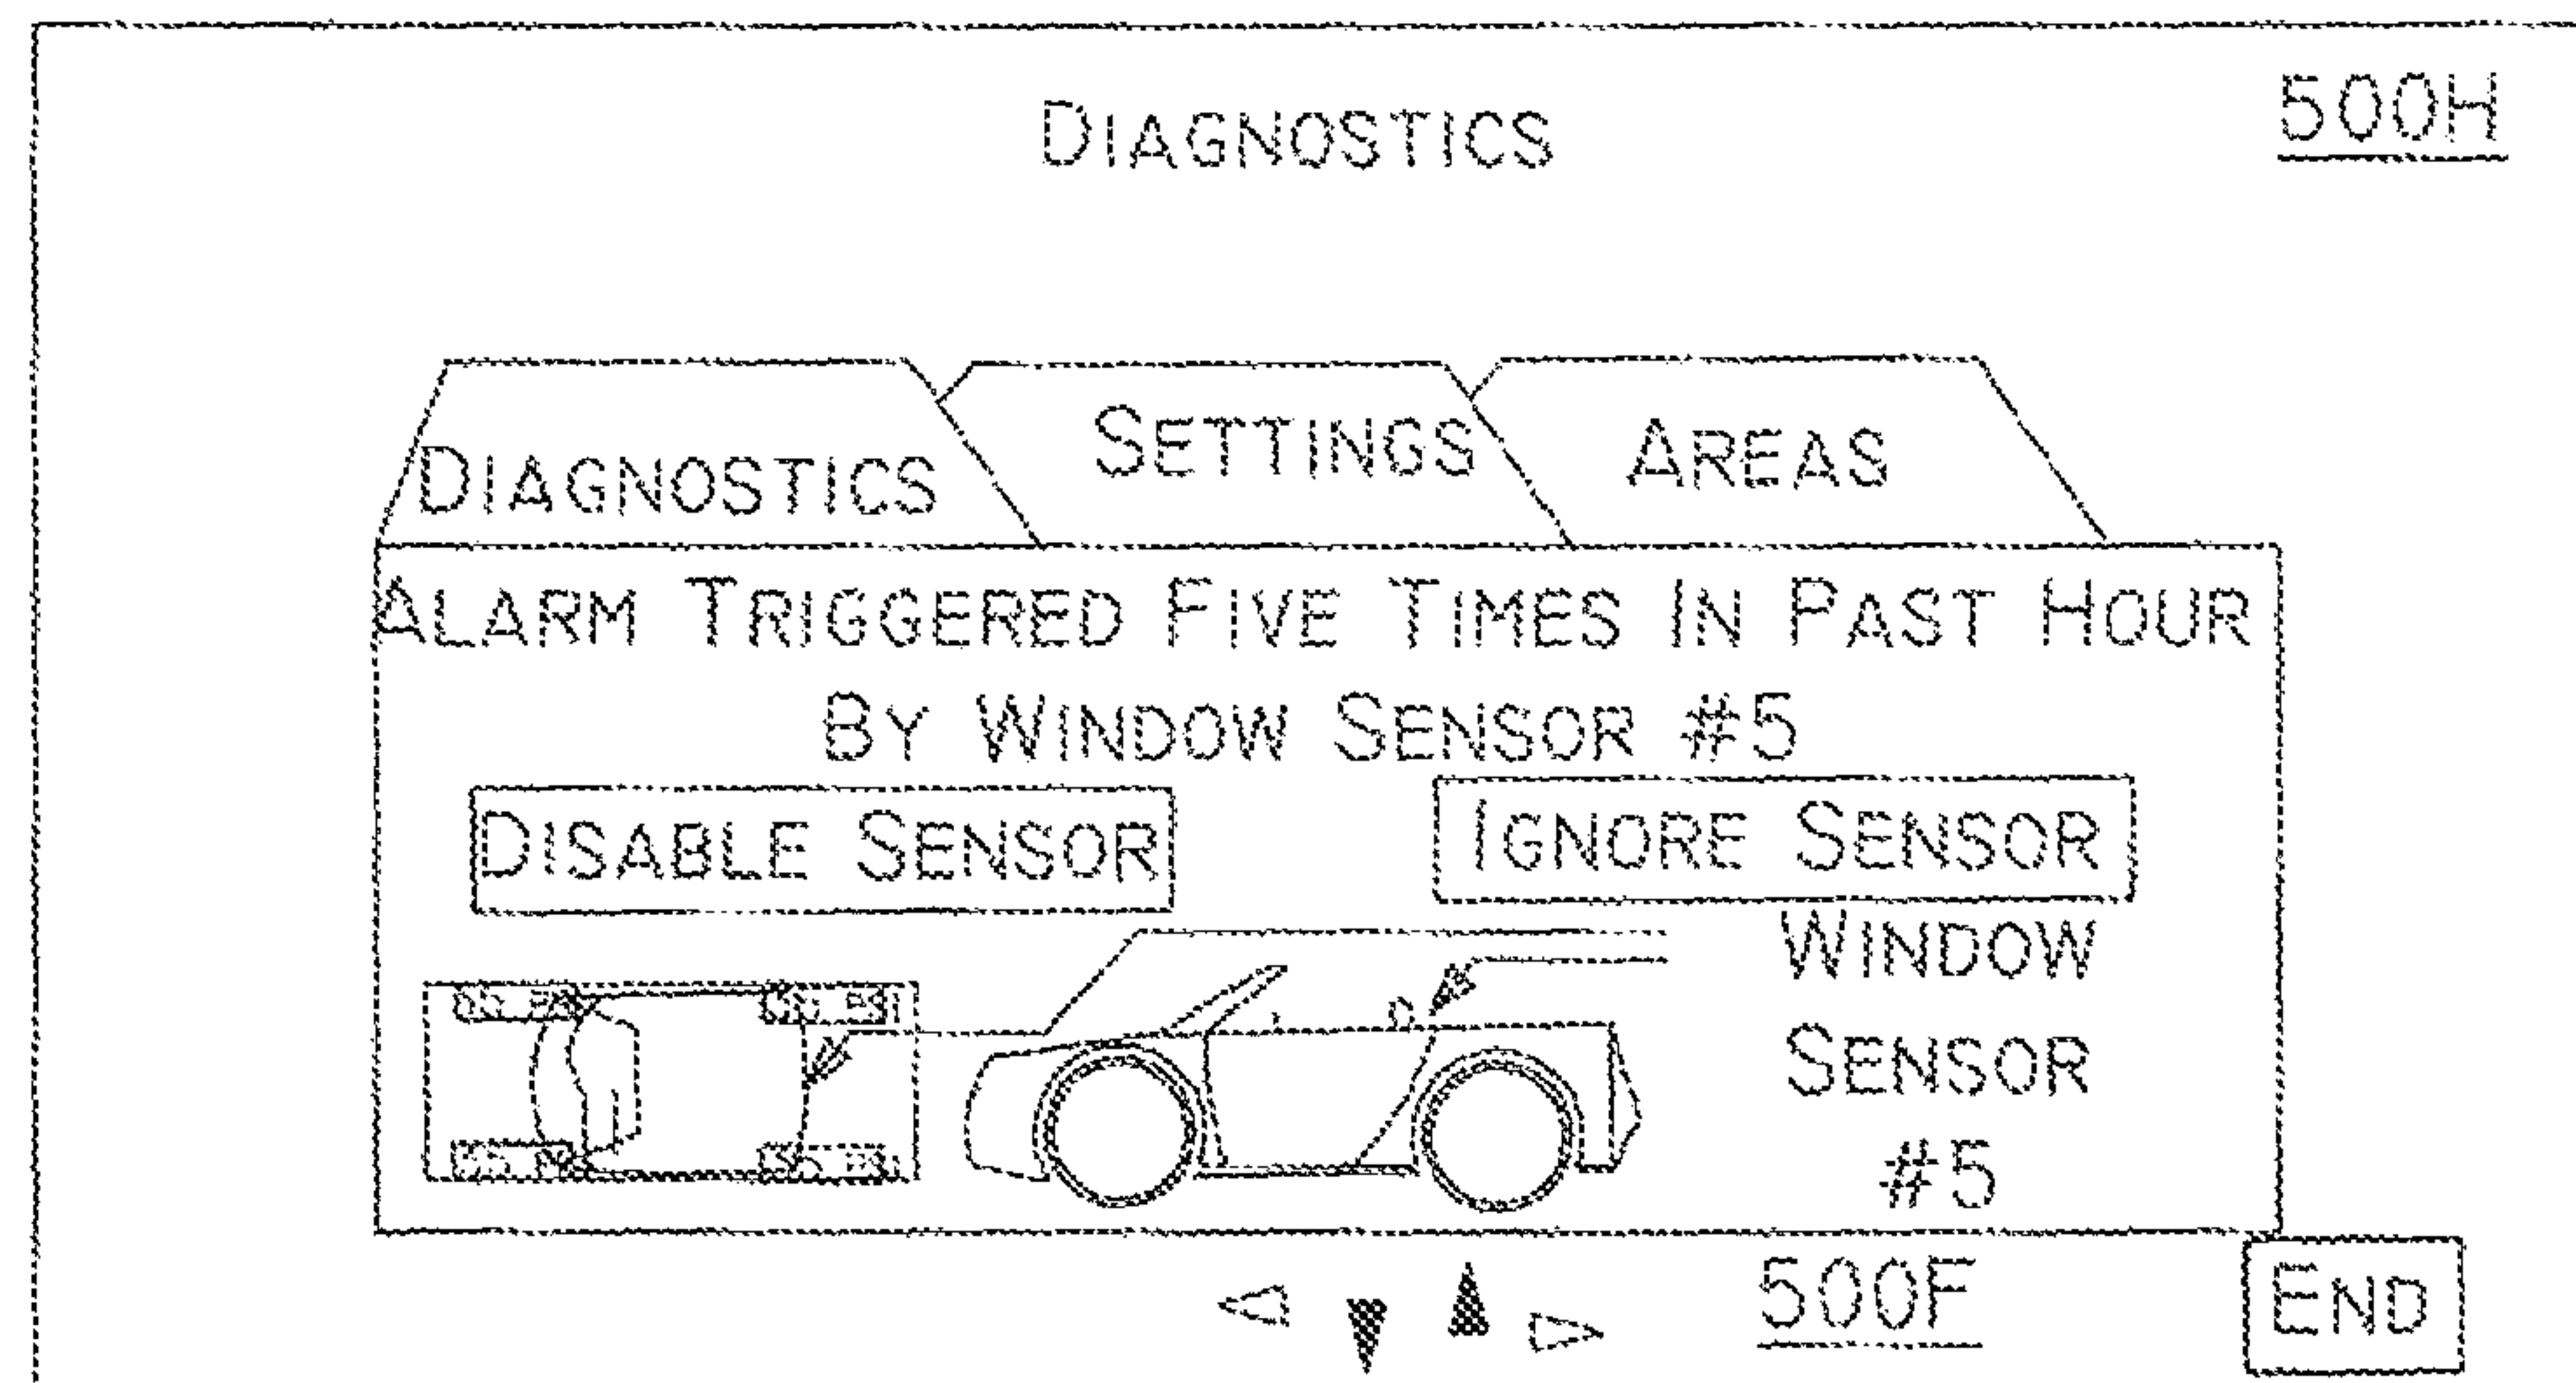 500H
DIAGNOSTICS
DIAGNOSTICS
SETTINGS
AREAS
ALARM TRIGGERED FIVE TIMES IN PAST HOUR
BY WINDOW SENSOR #5
DISABLE SENSOR
IGNORE SENSOR
WINDOW
SENSOR
#5
500F
END